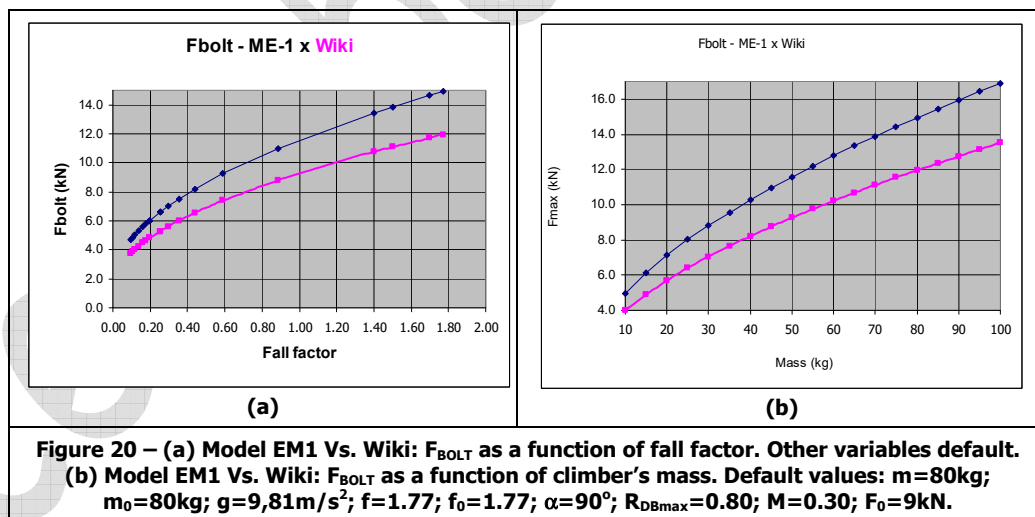 Fbolt - ME-1 x Wiki
Fbolt (kN)
14.0
12.0
10.0
8.0
6.0
4.0
2.0
0.0
0.00 0.20 0.40 0.60 0.80 1.00 1.20 1.40 1.60 1.80 2.00
Fall factor
(a)
Fbolt - ME-1 x Wiki
Fmax (kN)
16.0
14.0
12.0
10.0
8.0
6.0
4.0
10 20 30 40 50 60 70 80 90 100
Mass (kg)
(b)
Figure 20 – (a) Model EM1 Vs. Wiki: FBOLT as a function of fall factor. Other variables default.
(b) Model EM1 Vs. Wiki: FBOLT as a function of climber's mass. Default values: m=80kg;
m0=80kg; g=9,81m/s²; f=1.77; f0=1.77; α=90°; RDBmax=0.80; M=0.30; F0=9kN.